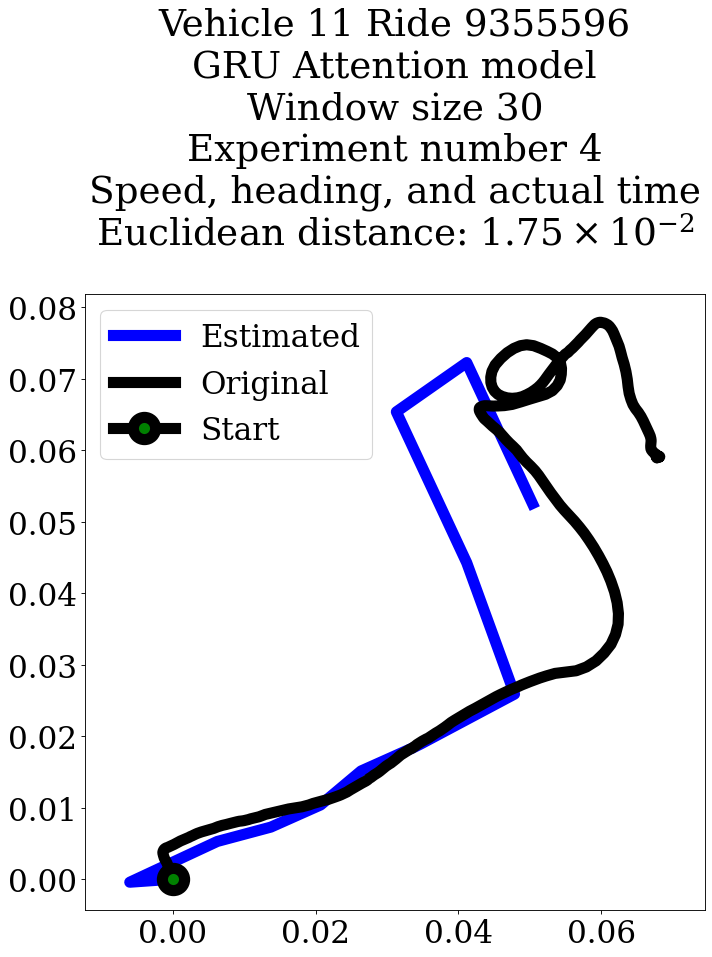 Vehicle 11 Ride 9355596
GRU Attention model
Window size 30
Experiment number 4
Speed, heading, and actual time
Euclidean distance: 1.75 × 10⁻²
Estimated
Original
Start
0.08
0.07
0.06
0.05
0.04
0.03
0.02
0.01
0.00
0.00 0.02 0.04 0.06